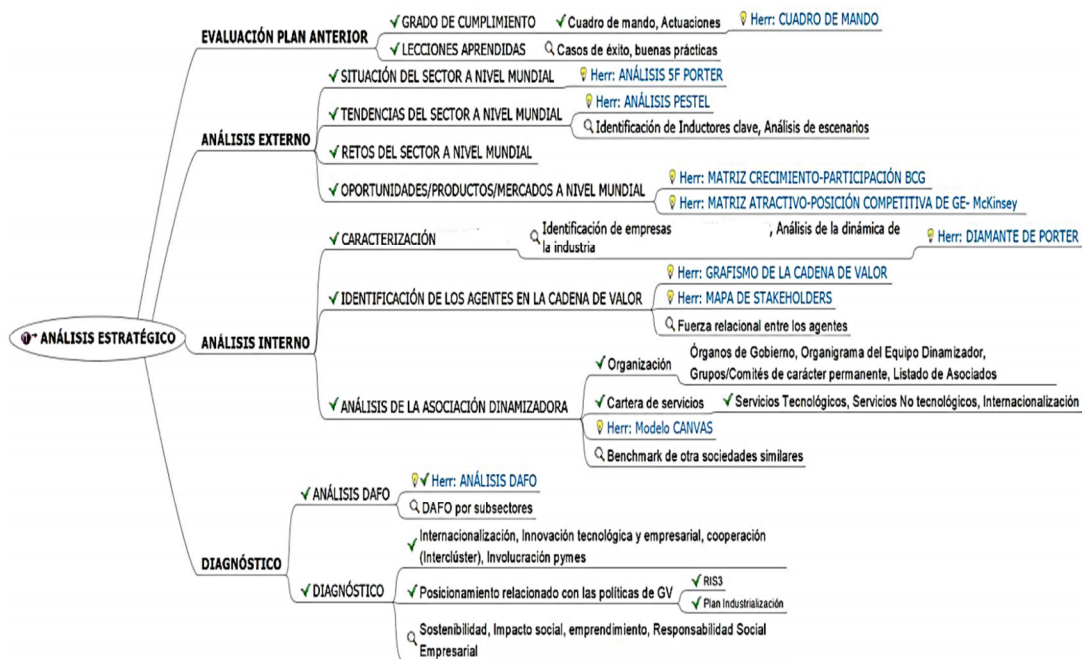 EVALUACIÓN PLAN ANTERIOR
GRADO DE CUMPLIMIENTO
Cuadro de mando, Actuaciones
Herr: CUADRO DE MANDO
LECCIONES APRENDIDAS
Casos de éxito, buenas prácticas
ANÁLISIS EXTERNO
SITUACIÓN DEL SECTOR A NIVEL MUNDIAL
Herr: ANÁLISIS 5F PORTER
TENDENCIAS DEL SECTOR A NIVEL MUNDIAL
Herr: ANÁLISIS PESTEL
Identificación de Inductores clave, Análisis de escenarios
RETOS DEL SECTOR A NIVEL MUNDIAL
OPORTUNIDADES/PRODUCTOS/MERCADOS A NIVEL MUNDIAL
Herr: MATRIZ CRECIMIENTO-PARTICIPACIÓN BCG
Herr: MATRIZ ATRACTIVO-POSICIÓN COMPETITIVA DE GE- McKinsey
ANÁLISIS ESTRATÉGICO
ANÁLISIS INTERNO
CARACTERIZACIÓN
Identificación de empresas , Análisis de la dinámica de
la industria
Herr: DIAMANTE DE PORTER
IDENTIFICACIÓN DE LOS AGENTES EN LA CADENA DE VALOR
Herr: GRAFISMO DE LA CADENA DE VALOR
Herr: MAPA DE STAKEHOLDERS
Fuerza relacional entre los agentes
ANÁLISIS DE LA ASOCIACIÓN DINAMIZADORA
Organización
Órganos de Gobierno, Organigrama del Equipo Dinamizador,
Grupos/Comités de carácter permanente, Listado de Asociados
Cartera de servicios
Servicios Tecnológicos, Servicios No tecnológicos, Internacionalización
Herr: Modelo CANVAS
Benchmark de otra sociedades similares
DIAGNÓSTICO
ANÁLISIS DAFO
Herr: ANÁLISIS DAFO
DAFO por subsectores
DIAGNÓSTICO
Internacionalización, Innovación tecnológica y empresarial, cooperación
(Interclúster), Involucración pymes
Posicionamiento relacionado con las políticas de GV
RIS3
Plan Industrialización
Sostenibilidad, Impacto social, emprendimiento, Responsabilidad Social
Empresarial